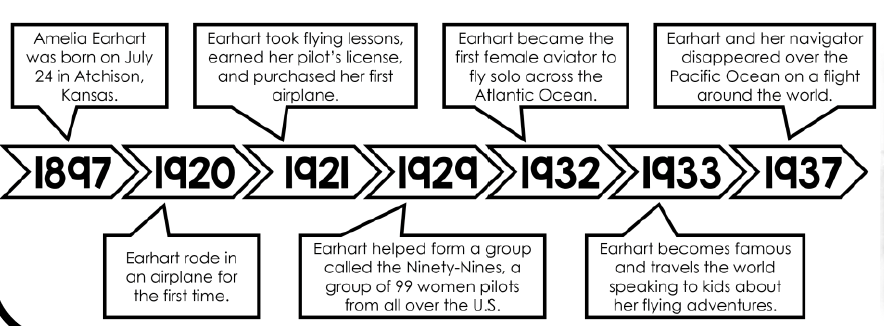 Amelia Earhart
was born on July
24 in Atchison,
Kansas.
Earhart took flying lessons,
earned her pilot's license,
and purchased her first
airplane.
Earhart became the
first female aviator to
fly solo across the
Atlantic Ocean.
Earhart and her navigator
disappeared over the
Pacific Ocean on a flight
around the world.
1897 1920 1921 1929 1932 1933 1937
Earhart rode in
an airplane for
the first time.
Earhart helped form a group
called the Ninety-Nines, a
group of 99 women pilots
from all over the U.S.
Earhart becomes famous
and travels the world
speaking to kids about
her flying adventures.